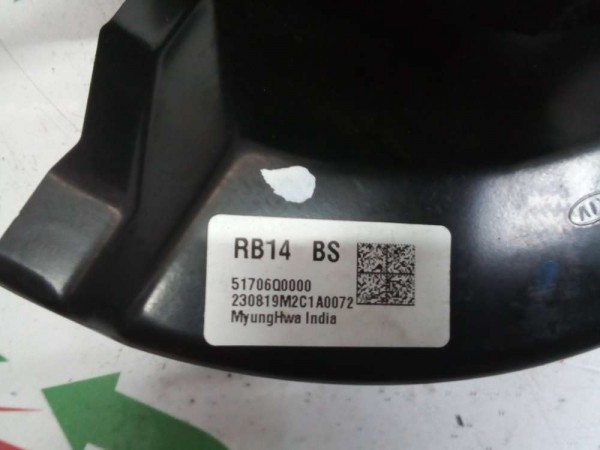 RB14 BS
51706Q0000
230819M2C1A0072
MyungHwa India